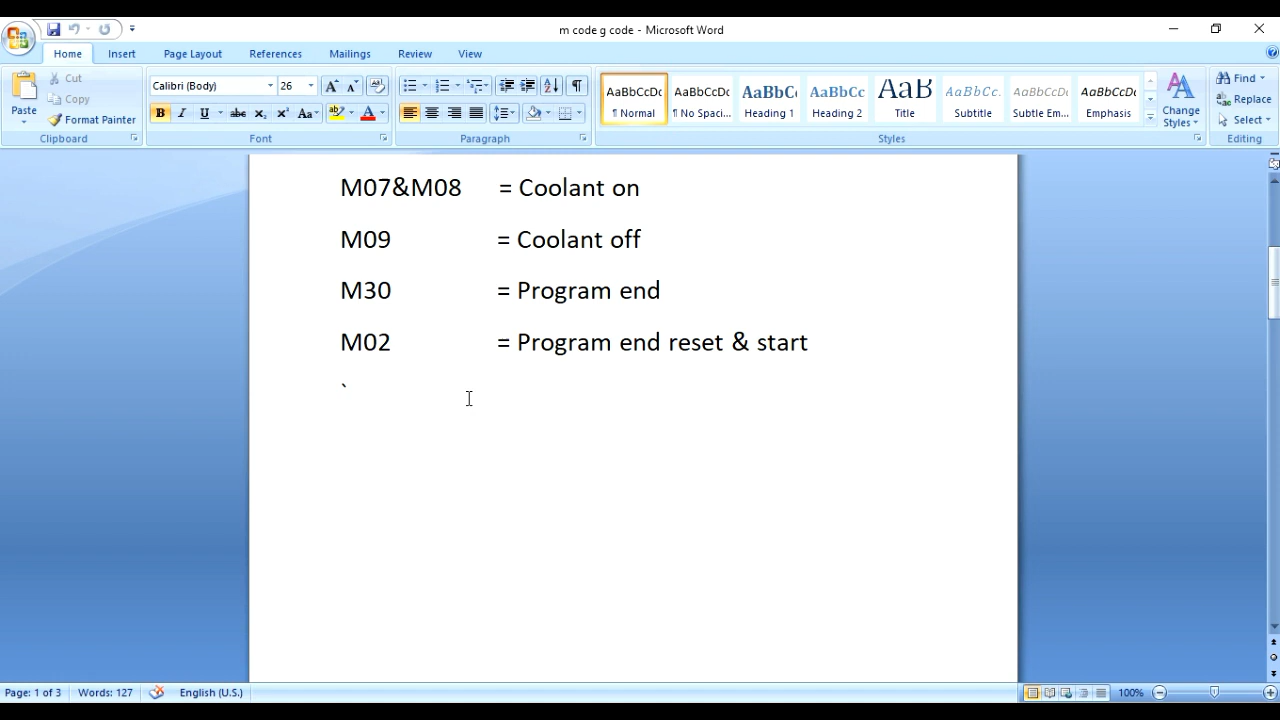 m code g code - Microsoft Word
Home Insert Page Layout References Mailings Review View
Paste
Cut
Copy
Format Painter
Clipboard
Calibri (Body) 26
Font
Paragraph
AaBbCcDc AaBbCcDc AaBbC AaBbCc AaB AaBbCc. AaBbCcDc AaBbCcDc
¶ Normal ¶ No Spaci... Heading 1 Heading 2 Title Subtitle Subtle Em... Emphasis
Change Styles
Styles
Find
Replace
Select
Editing
M07&M08 = Coolant on
M09 = Coolant off
M30 = Program end
M02 = Program end reset & start
`
Page: 1 of 3 Words: 127 English (U.S.) 100%